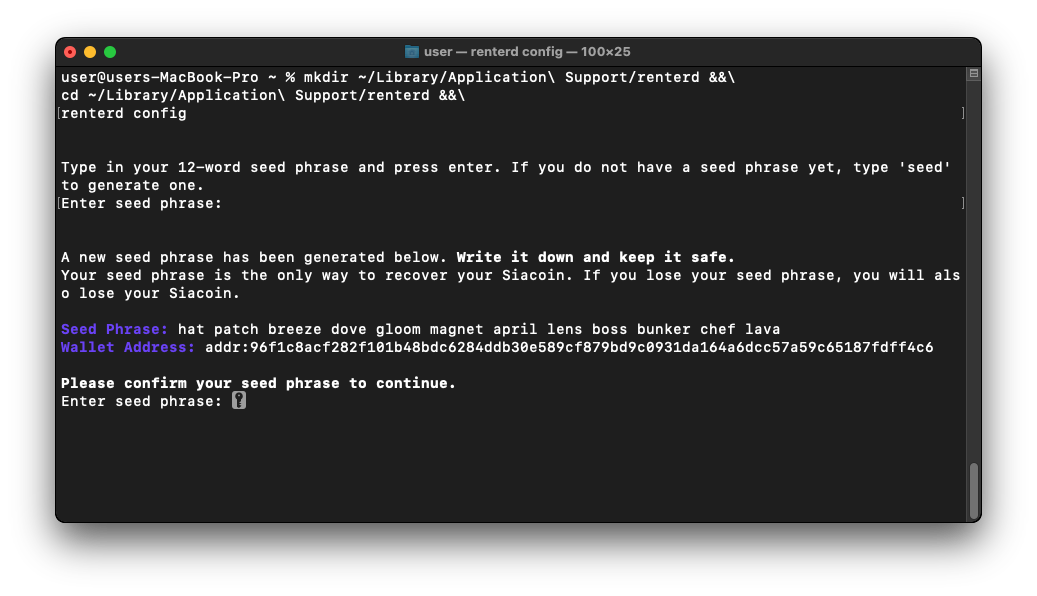 user — renterd config — 100×25
user@users-MacBook-Pro ~ % mkdir ~/Library/Application\ Support/renterd &&\
cd ~/Library/Application\ Support/renterd &&\
[renterd config ]
Type in your 12-word seed phrase and press enter. If you do not have a seed phrase yet, type 'seed'
to generate one.
[Enter seed phrase: ]
A new seed phrase has been generated below. Write it down and keep it safe.
Your seed phrase is the only way to recover your Siacoin. If you lose your seed phrase, you will als
o lose your Siacoin.
Seed Phrase: hat patch breeze dove gloom magnet april lens boss bunker chef lava
Wallet Address: addr:96f1c8acf282f101b48bdc6284ddb30e589cf879bd9c0931da164a6dcc57a59c65187fdff4c6
Please confirm your seed phrase to continue.
Enter seed phrase: